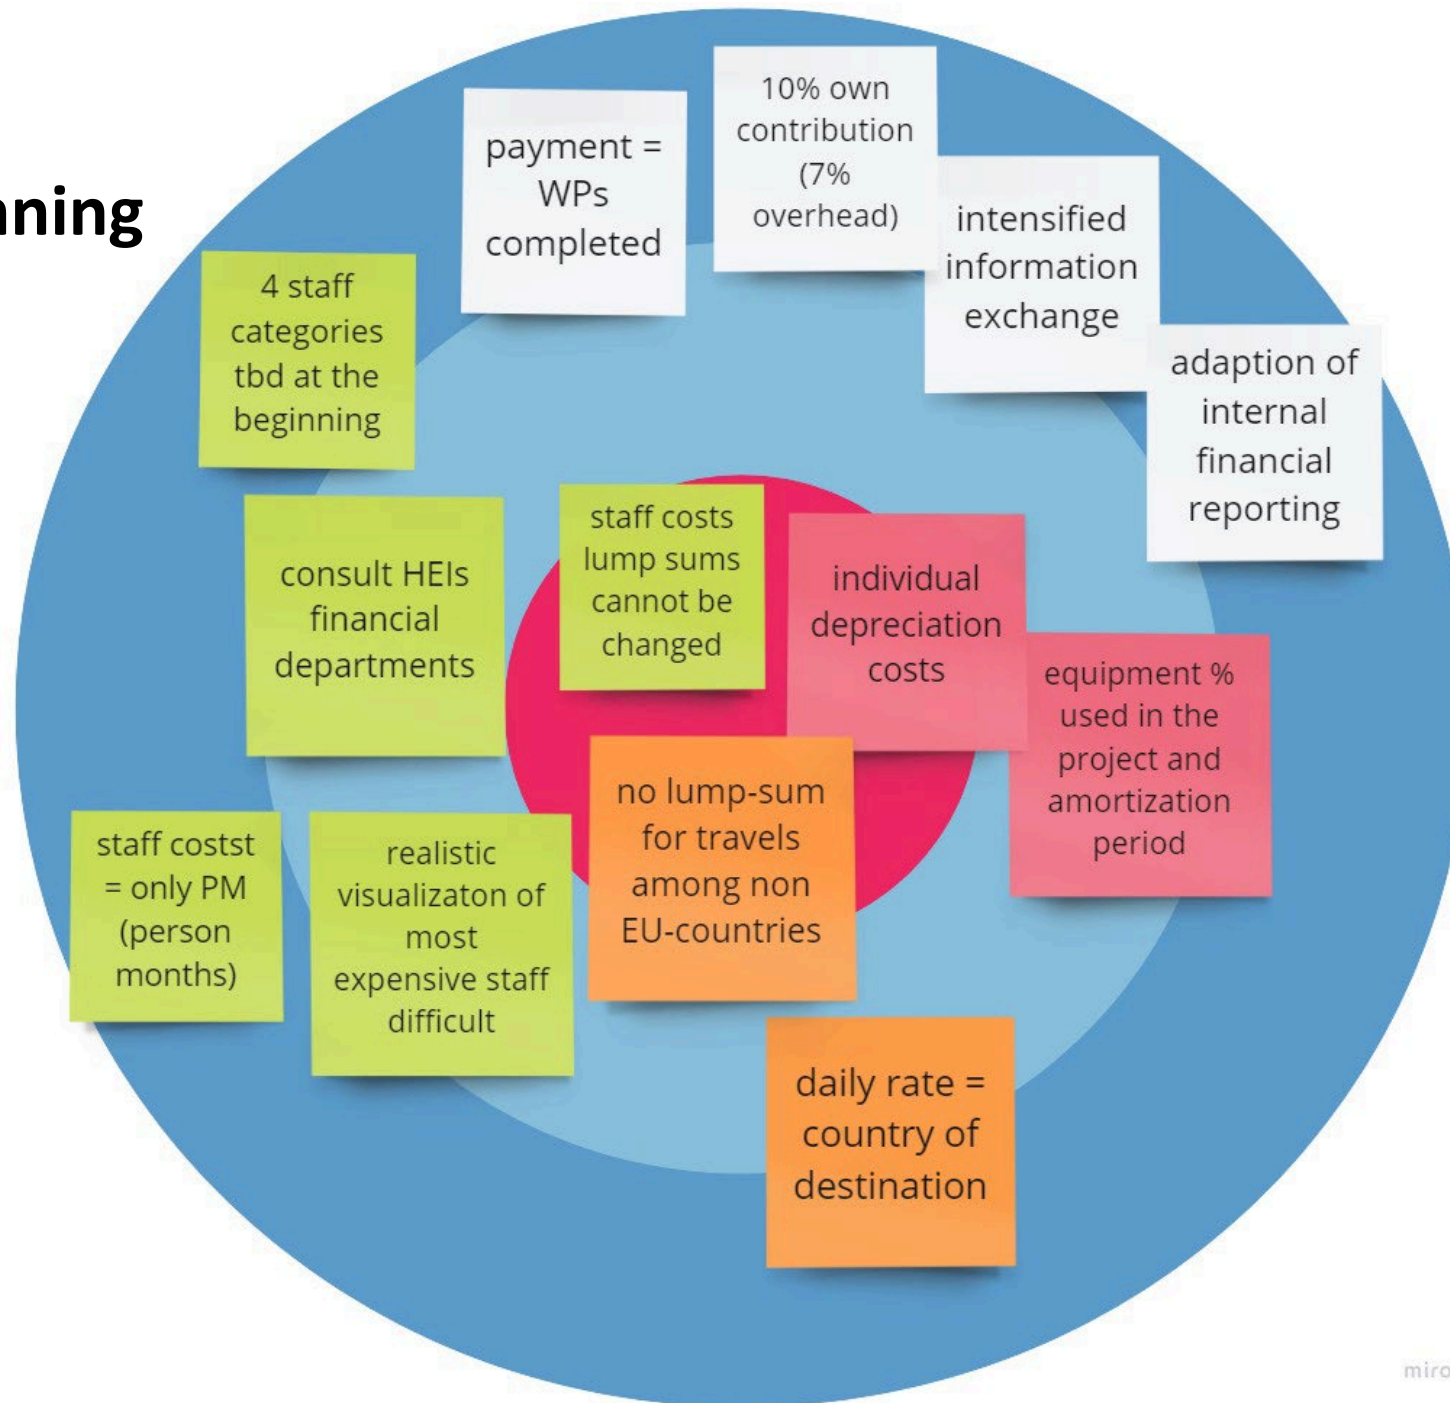 nning
payment =
WPs
completed
10% own
contribution
(7%
overhead)
intensified
information
exchange
adaption of
internal
financial
reporting
4 staff
categories
tbd at the
beginning
consult HEIs
financial
departments
staff costs
lump sums
cannot be
changed
individual
depreciation
costs
equipment %
used in the
project and
amortization
period
staff costst
= only PM
(person
months)
realistic
visualizaton of
most
expensive staff
difficult
no lump-sum
for travels
among non
EU-countries
daily rate =
country of
destination
miro